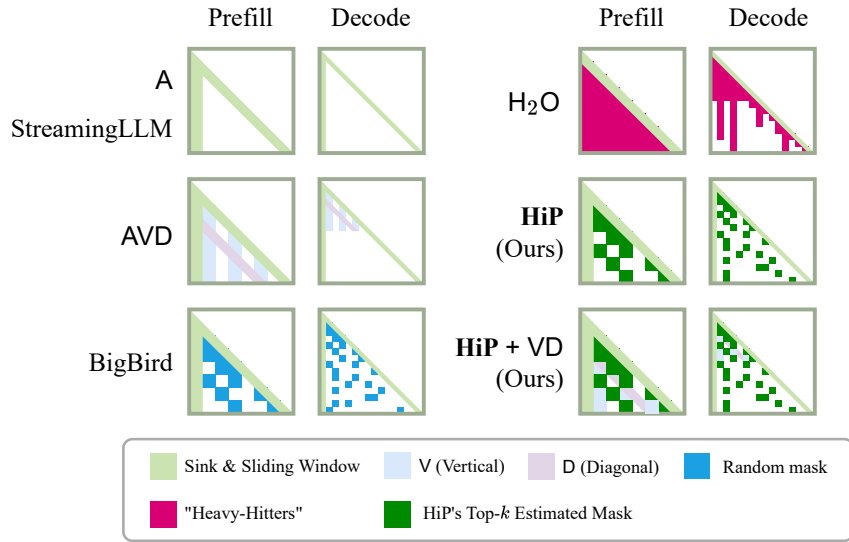 Prefill Decode Prefill Decode
A
StreamingLLM
H₂O
AVD
HiP
(Ours)
BigBird
HiP + VD
(Ours)
Sink & Sliding Window V (Vertical) D (Diagonal) Random mask
"Heavy-Hitters" HiP's Top-k Estimated Mask